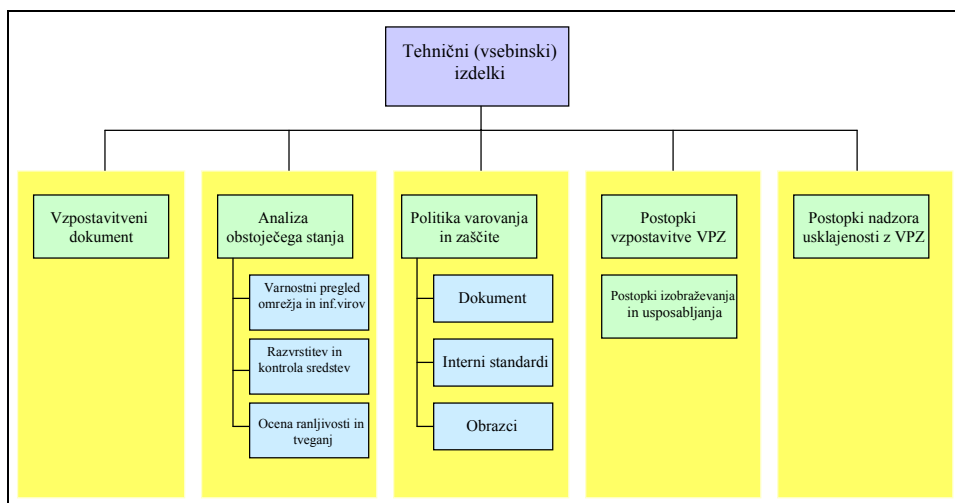 Tehnični (vsebinski)
izdelki
Vzpostavitveni
dokument
Analiza
obstoječega stanja
Varnostni pregled
omrežja in inf.virov
Razvrstitev in
kontrola sredstev
Ocena ranljivosti in
tveganj
Politika varovanja
in zaščite
Dokument
Interni standardi
Obrazci
Postopki
vzpostavitve VPZ
Postopki izobraževanja
in usposabljanja
Postopki nadzora
usklajenosti z VPZ